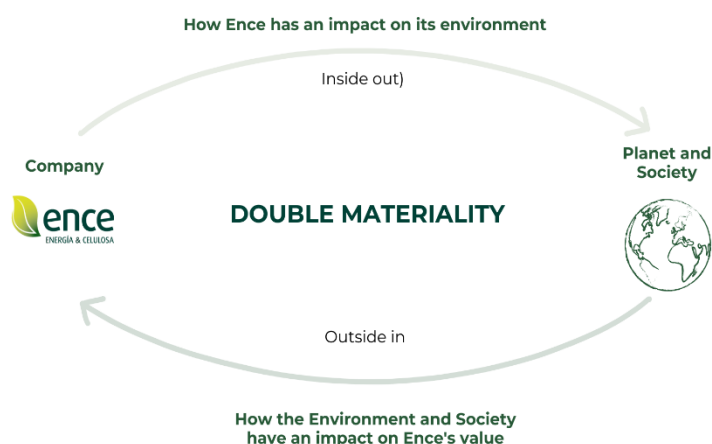 How Ence has an impact on its environment
Inside out)
Company
Planet and
Society
ence
ENERGÍA & CELULOSA
DOUBLE MATERIALITY
Outside in
How the Environment and Society
have an impact on Ence's value